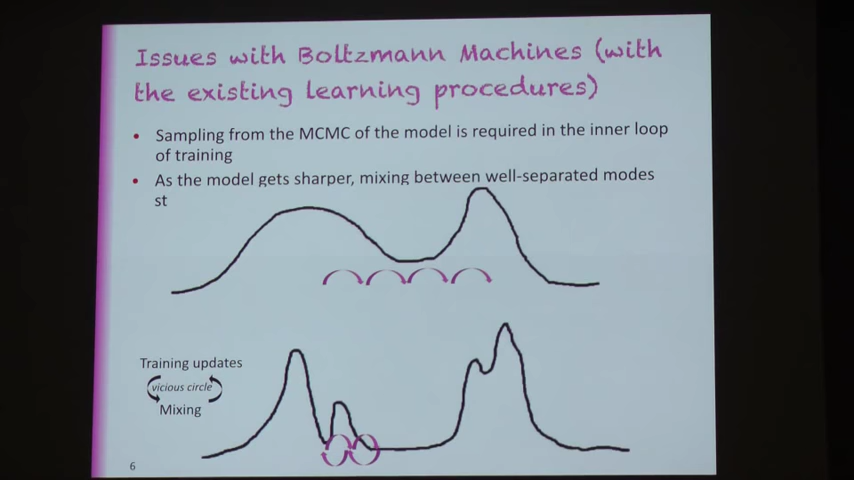 Issues with Boltzmann Machines (with
the existing learning procedures)
• Sampling from the MCMC of the model is required in the inner loop
of training
• As the model gets sharper, mixing between well-separated modes
st
Training updates
vicious circle
Mixing
6